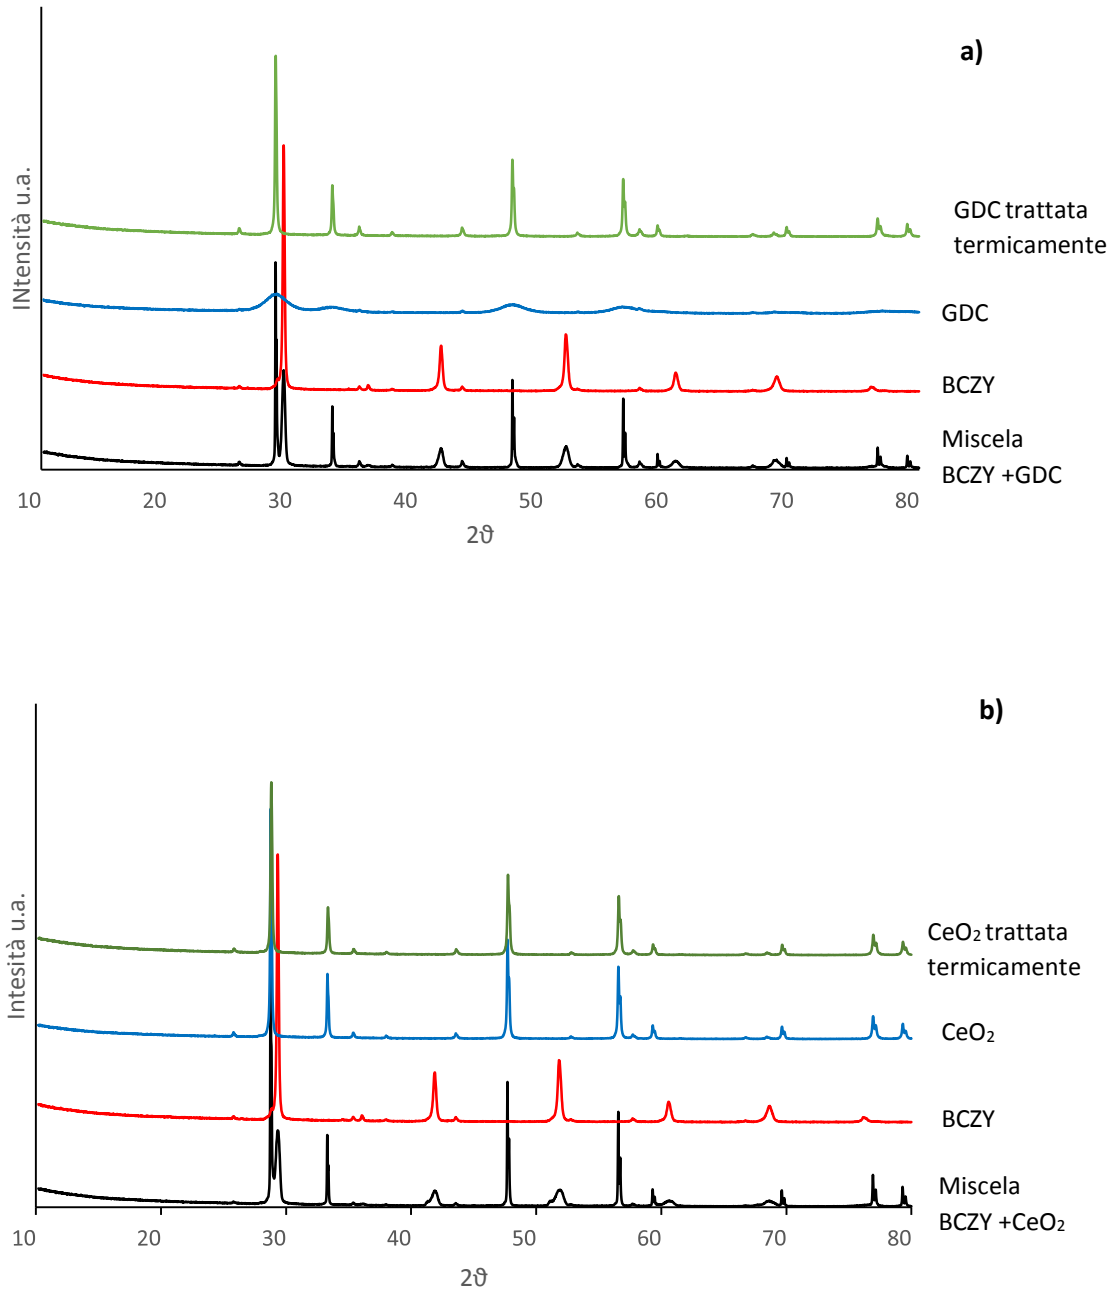 a)
INtensità u.a.
GDC trattata
termicamente
GDC
BCZY
Miscela
BCZY +GDC
10 20 30 40 50 60 70 80
2ϑ
b)
Intesità u.a.
CeO₂ trattata
termicamente
CeO₂
BCZY
Miscela
BCZY +CeO₂
10 20 30 40 50 60 70 80
2ϑ